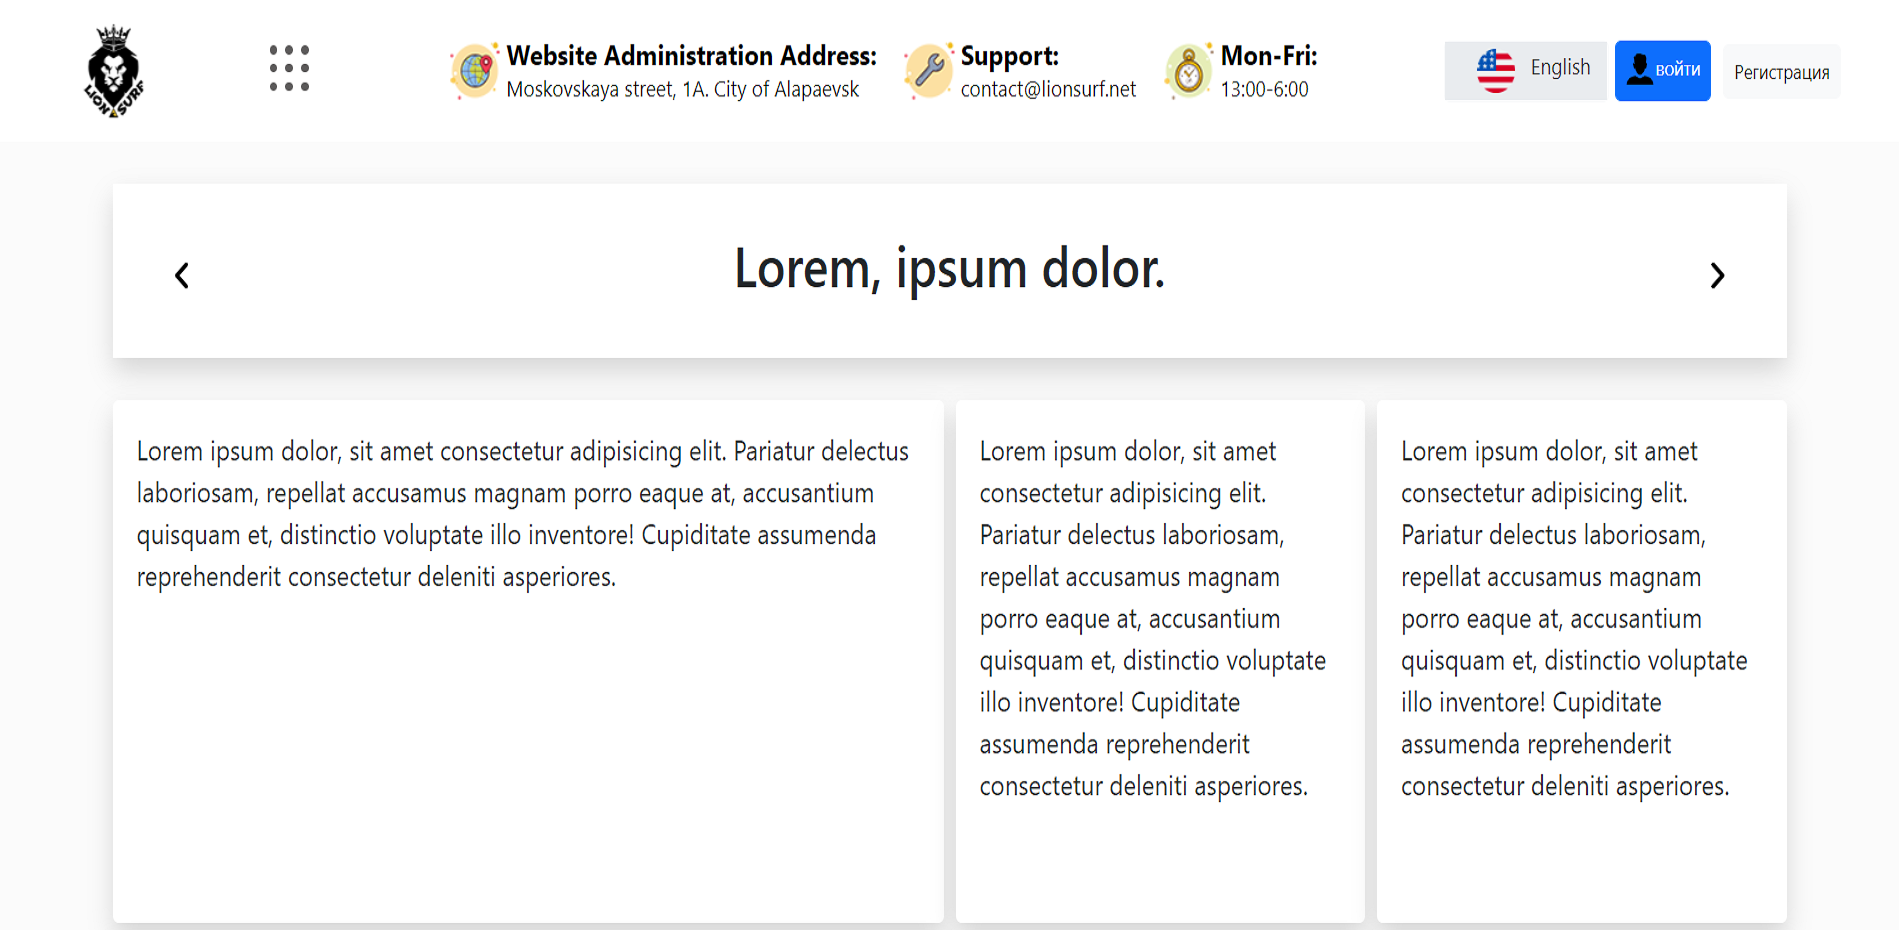 LION SURF
Website Administration Address:
Moskovskaya street, 1A. City of Alapaevsk
Support:
contact@lionsurf.net
Mon-Fri:
13:00-6:00
English
войти
Регистрация
Lorem, ipsum dolor.
Lorem ipsum dolor, sit amet consectetur adipisicing elit. Pariatur delectus
laboriosam, repellat accusamus magnam porro eaque at, accusantium
quisquam et, distinctio voluptate illo inventore! Cupiditate assumenda
reprehenderit consectetur deleniti asperiores.
Lorem ipsum dolor, sit amet
consectetur adipisicing elit.
Pariatur delectus laboriosam,
repellat accusamus magnam
porro eaque at, accusantium
quisquam et, distinctio voluptate
illo inventore! Cupiditate
assumenda reprehenderit
consectetur deleniti asperiores.
Lorem ipsum dolor, sit amet
consectetur adipisicing elit.
Pariatur delectus laboriosam,
repellat accusamus magnam
porro eaque at, accusantium
quisquam et, distinctio voluptate
illo inventore! Cupiditate
assumenda reprehenderit
consectetur deleniti asperiores.